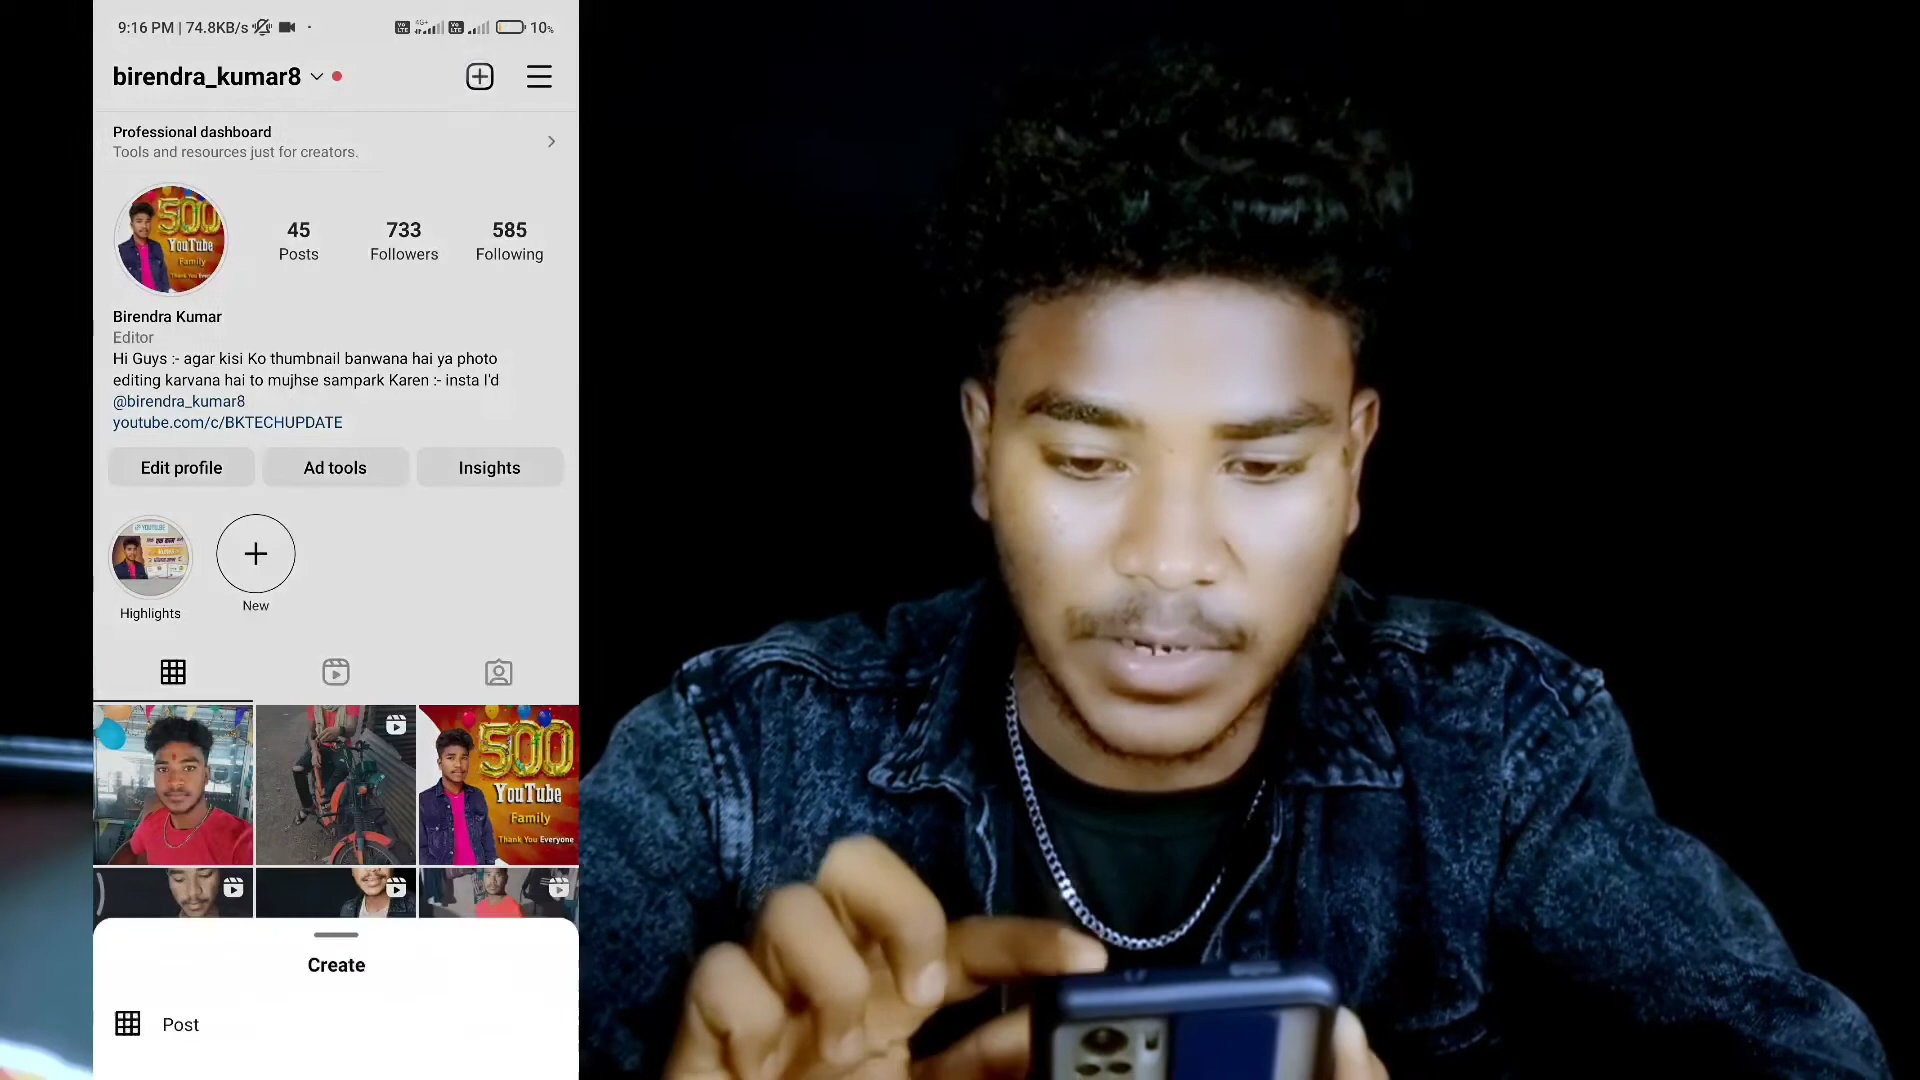 9:16 PM | 74.8KB/s
4G+
10%
birendra_kumar8
Professional dashboard
Tools and resources just for creators.
500
YouTube
Family
45
733
585
Posts
Followers
Following
Birendra Kumar
Editor
Hi Guys :- agar kisi Ko thumbnail banwana hai ya photo
editing karvana hai to mujhse sampark Karen :- insta I'd
@birendra_kumar8
youtube.com/c/BKTECHUPDATE
Edit profile
Ad tools
Insights
Highlights
New
500
YouTube
Family
Thank You Everyone
Create
Post